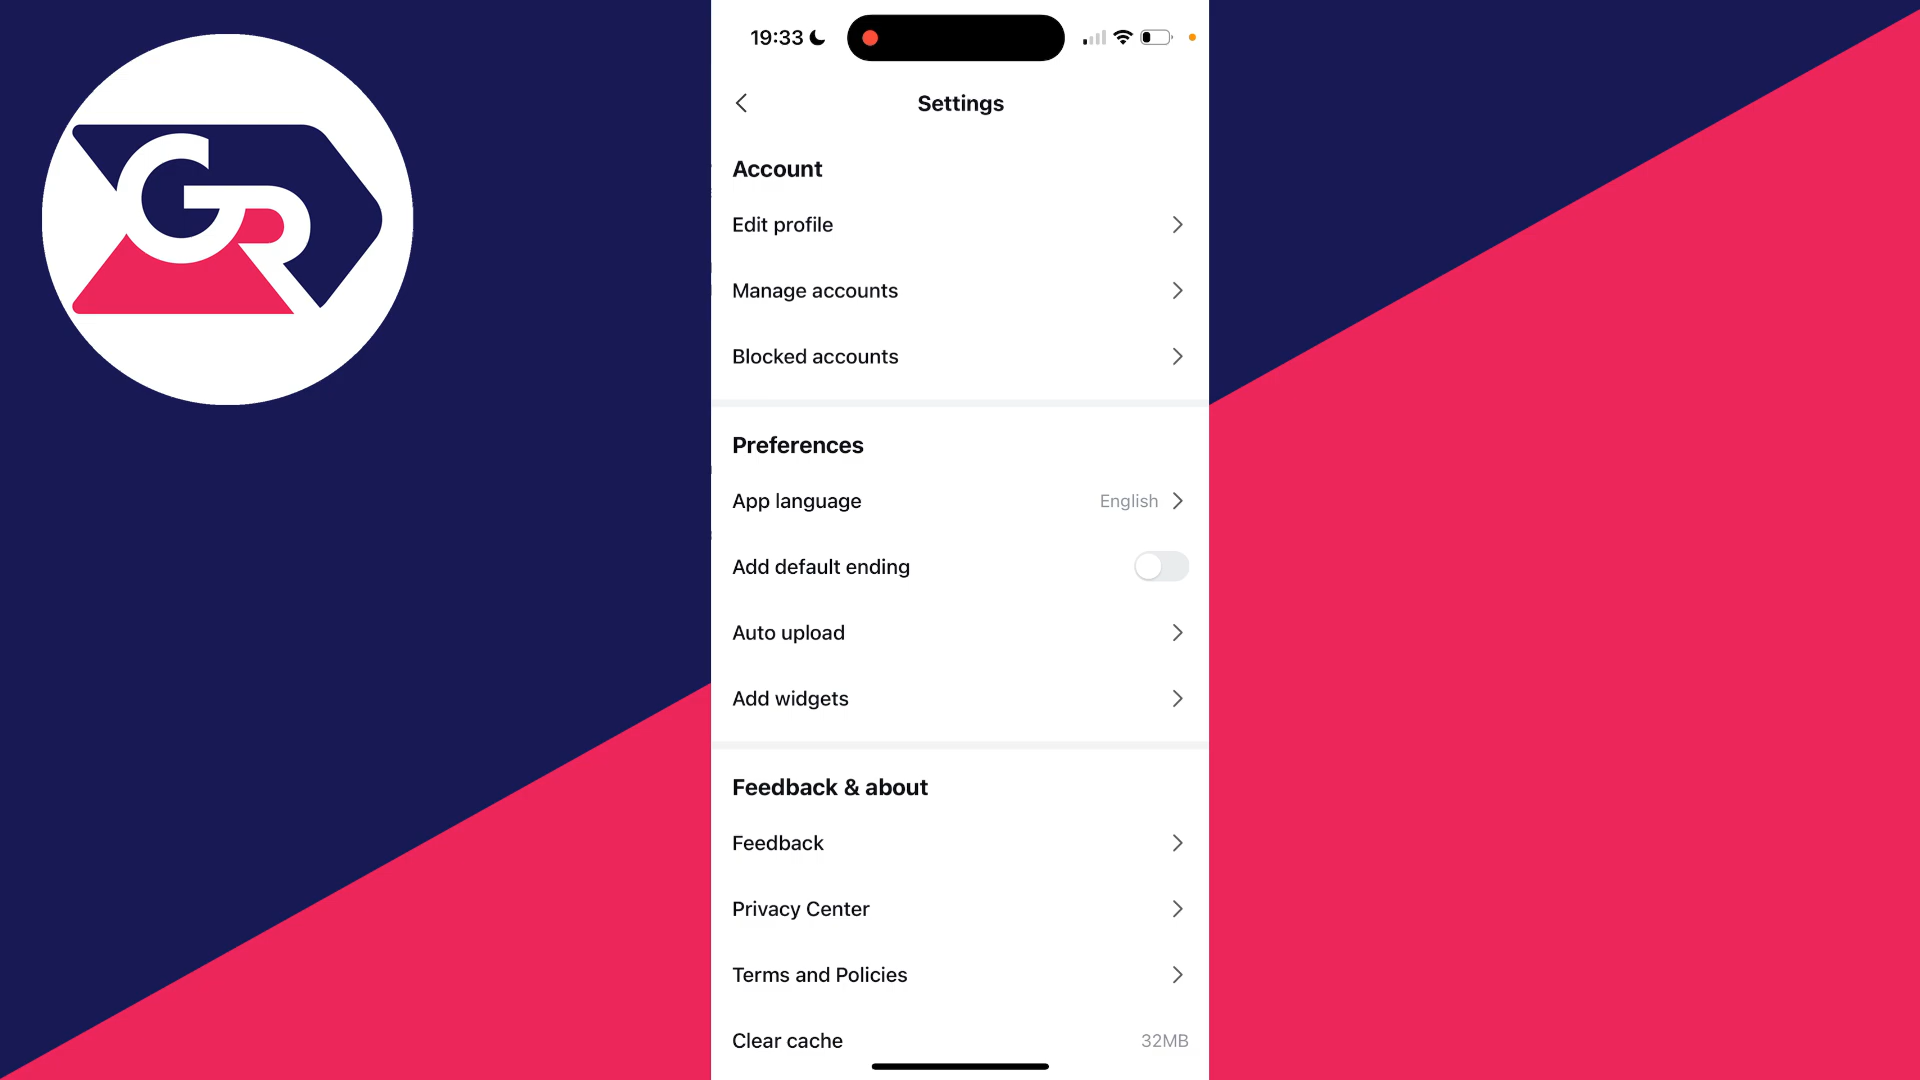 GR
19:33
Settings
Account
Edit profile
Manage accounts
Blocked accounts
Preferences
App language English
Add default ending
Auto upload
Add widgets
Feedback & about
Feedback
Privacy Center
Terms and Policies
Clear cache 32MB